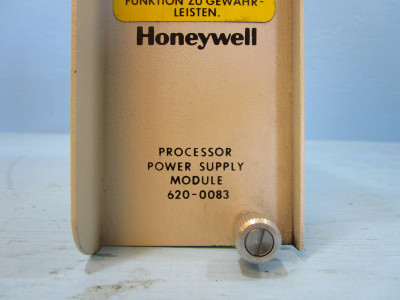 FUNKTION ZU GEWÄHR-
LEISTEN.
Honeywell
PROCESSOR
POWER SUPPLY
MODULE
620-0083